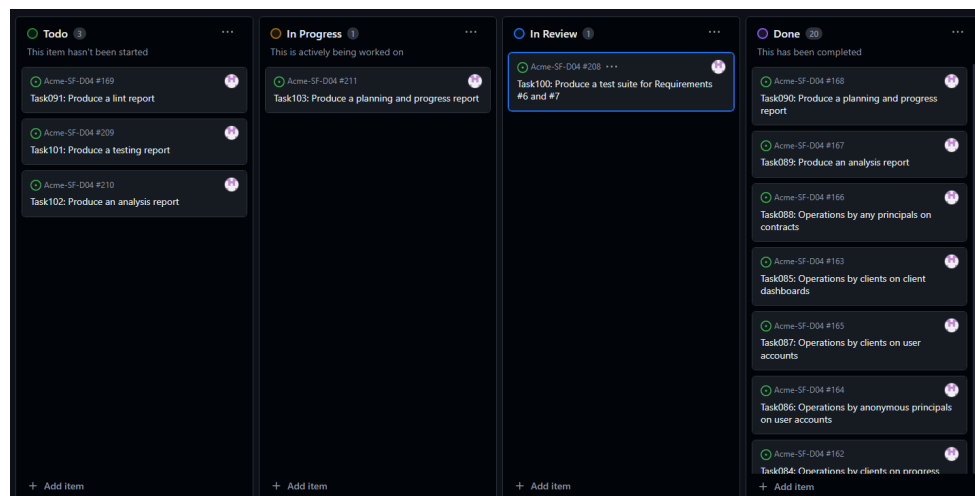 Todo 3
This item hasn't been started
Acme-SF-D04 #169
Task091: Produce a lint report
Acme-SF-D04 #209
Task101: Produce a testing report
Acme-SF-D04 #210
Task102: Produce an analysis report
+ Add item
In Progress 1
This is actively being worked on
Acme-SF-D04 #211
Task103: Produce a planning and progress report
+ Add item
In Review 1
Acme-SF-D04 #208 ...
Task100: Produce a test suite for Requirements
#6 and #7
+ Add item
Done 20
This has been completed
Acme-SF-D04 #168
Task090: Produce a planning and progress
report
Acme-SF-D04 #167
Task089: Produce an analysis report
Acme-SF-D04 #166
Task088: Operations by any principals on
contracts
Acme-SF-D04 #163
Task085: Operations by clients on client
dashboards
Acme-SF-D04 #165
Task087: Operations by clients on user
accounts
Acme-SF-D04 #164
Task086: Operations by anonymous principals
on user accounts
Acme-SF-D04 #162
Task084: Operations by clients on progress
+ Add item